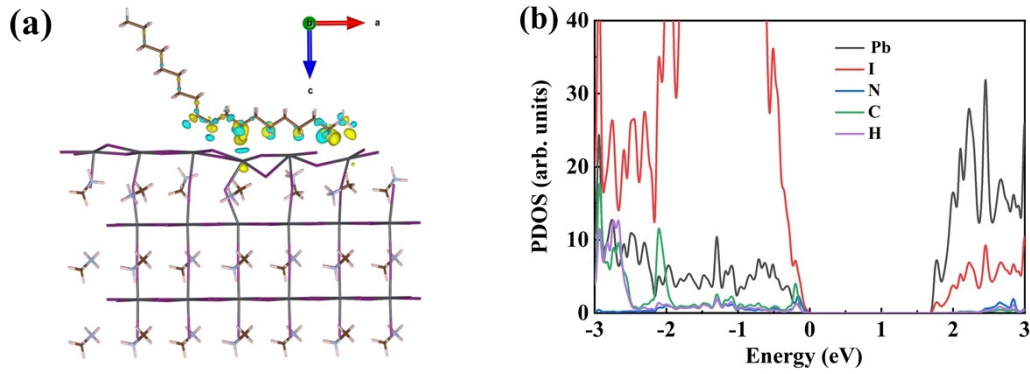 (a)
b
a
c
(b)
PDOS (arb. units)
40
30
20
10
0
Pb
I
N
C
H
-3 -2 -1 0 1 2 3
Energy (eV)